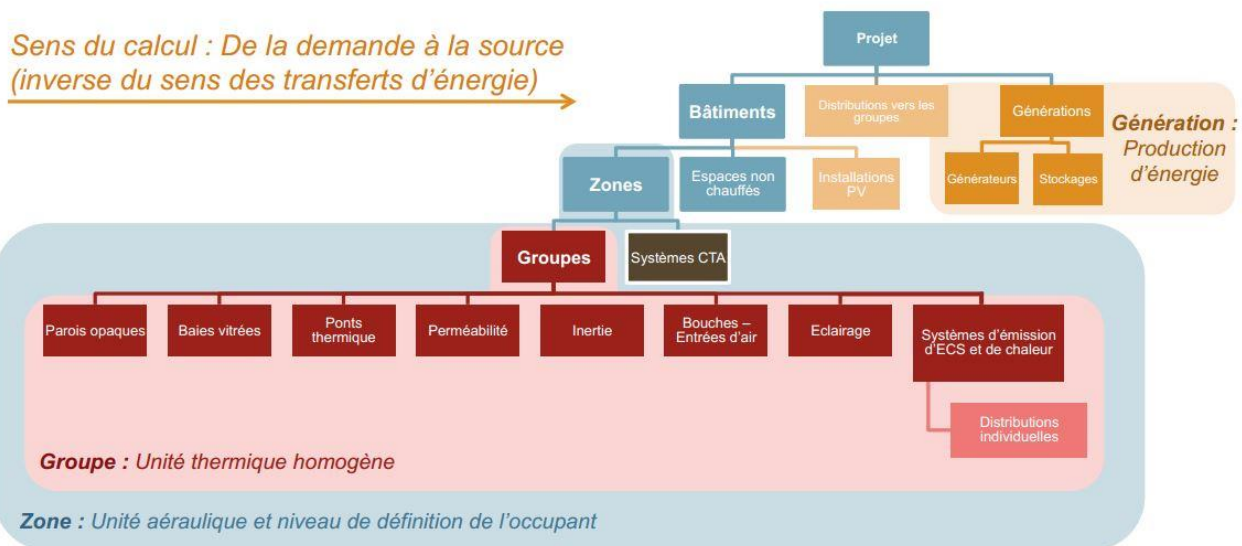 Sens du calcul : De la demande à la source
(inverse du sens des transferts d'énergie)
Projet
Bâtiments
Distributions vers les
groupes
Générations
Génération :
Production
d'énergie
Générateurs
Stockages
Zones
Espaces non
chauffés
Installations
PV
Groupes
Systèmes CTA
Parois opaques
Baies vitrées
Ponts
thermique
Perméabilité
Inertie
Bouches –
Entrées d'air
Eclairage
Systèmes d'émission
d'ECS et de chaleur
Distributions
individuelles
Groupe : Unité thermique homogène
Zone : Unité aéraulique et niveau de définition de l'occupant